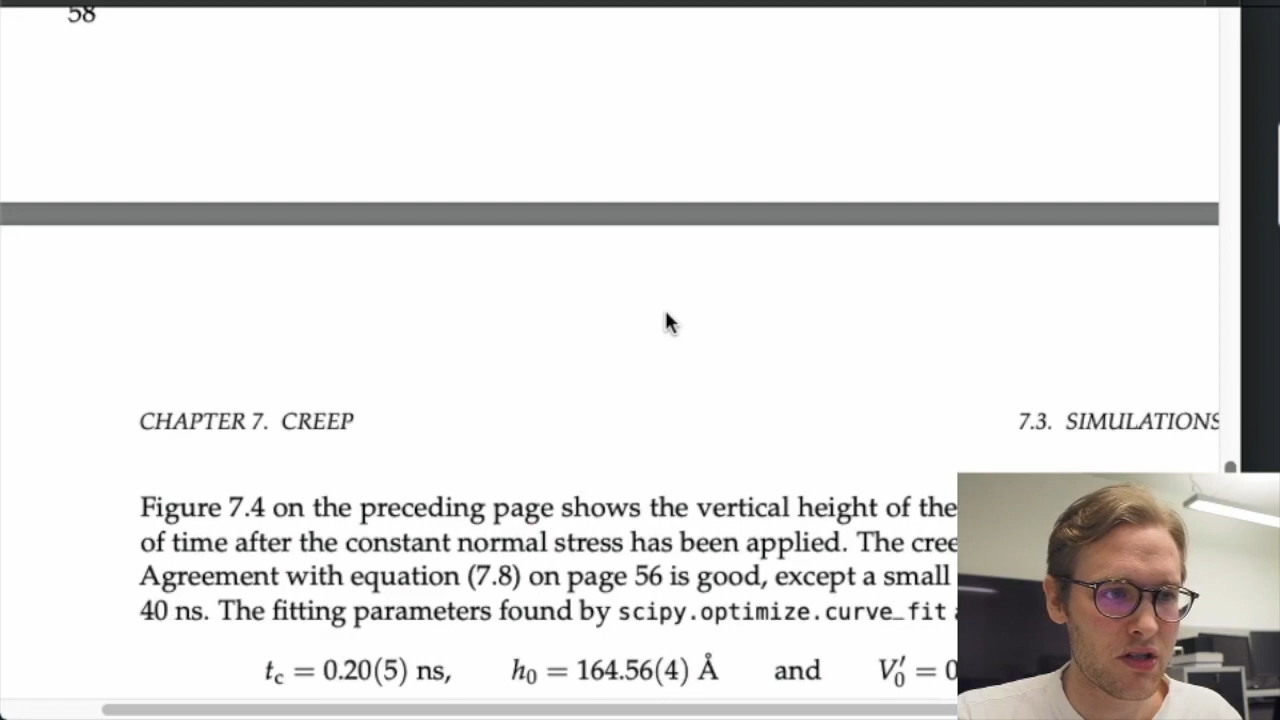 58
CHAPTER 7. CREEP 7.3. SIMULATIONS
Figure 7.4 on the preceding page shows the vertical height of the
of time after the constant normal stress has been applied. The cree
Agreement with equation (7.8) on page 56 is good, except a small
40 ns. The fitting parameters found by scipy.optimize.curve_fit
t_c = 0.20(5) ns, h_0 = 164.56(4) Å and V_0′ = 0